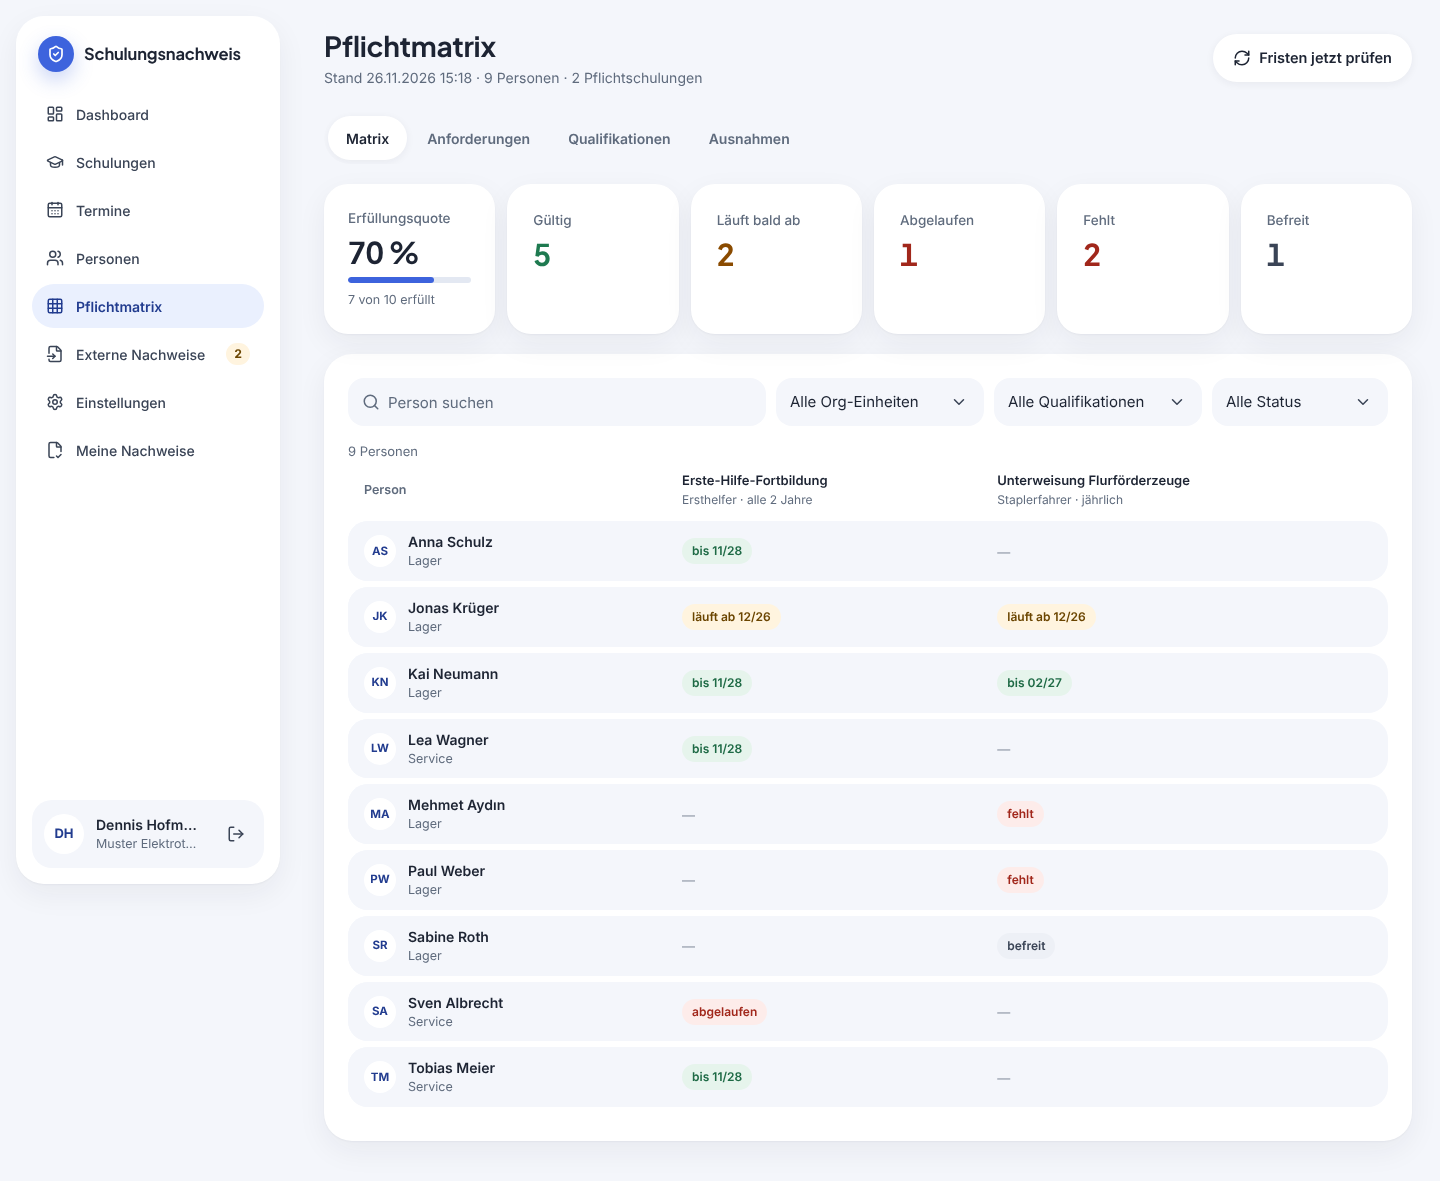 Schulungsnachweis
Dashboard
Schulungen
Termine
Personen
Pflichtmatrix
Externe Nachweise 2
Einstellungen
Meine Nachweise
DH
Dennis Hofm…
Muster Elektrot…
Pflichtmatrix
Stand 26.11.2026 15:18 · 9 Personen · 2 Pflichtschulungen
Fristen jetzt prüfen
Matrix Anforderungen Qualifikationen Ausnahmen
Erfüllungsquote
70 %
7 von 10 erfüllt
Gültig
5
Läuft bald ab
2
Abgelaufen
1
Fehlt
2
Befreit
1
Person suchen
Alle Org-Einheiten
Alle Qualifikationen
Alle Status
9 Personen
Person
Erste-Hilfe-Fortbildung
Ersthelfer · alle 2 Jahre
Unterweisung Flurförderzeuge
Staplerfahrer · jährlich
AS
Anna Schulz
Lager
bis 11/28
—
JK
Jonas Krüger
Lager
läuft ab 12/26
läuft ab 12/26
KN
Kai Neumann
Lager
bis 11/28
bis 02/27
LW
Lea Wagner
Service
bis 11/28
—
MA
Mehmet Aydın
Lager
—
fehlt
PW
Paul Weber
Lager
—
fehlt
SR
Sabine Roth
Lager
—
befreit
SA
Sven Albrecht
Service
abgelaufen
—
TM
Tobias Meier
Service
bis 11/28
—